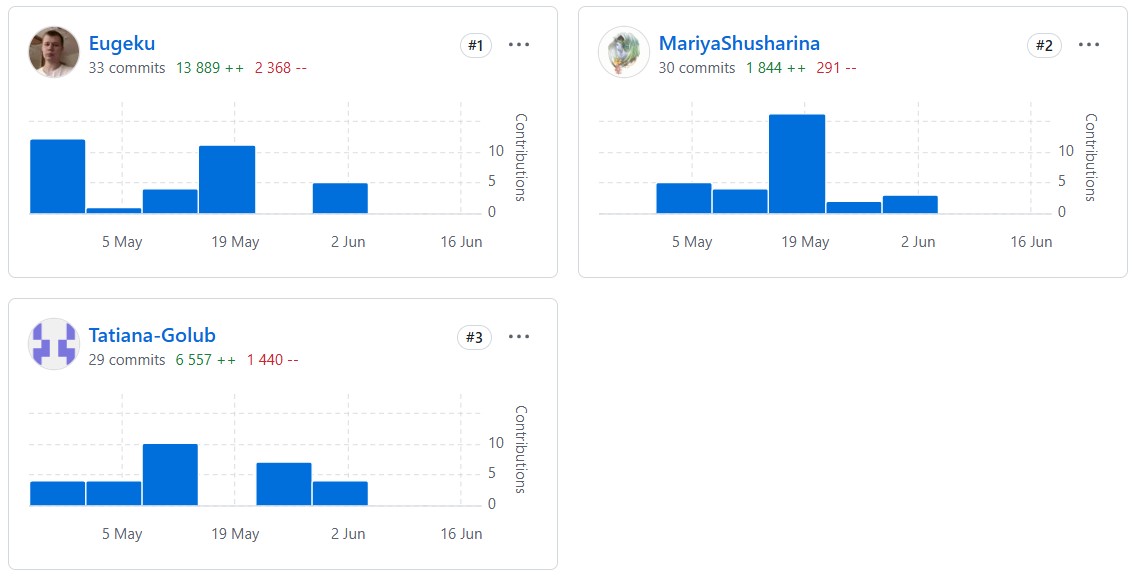 Eugeku
#1
33 commits 13 889 ++ 2 368 --
Contributions
10
5
0
5 May 19 May 2 Jun 16 Jun
MariyaShusharina
#2
30 commits 1 844 ++ 291 --
Contributions
10
5
0
5 May 19 May 2 Jun 16 Jun
Tatiana-Golub
#3
29 commits 6 557 ++ 1 440 --
Contributions
10
5
0
5 May 19 May 2 Jun 16 Jun